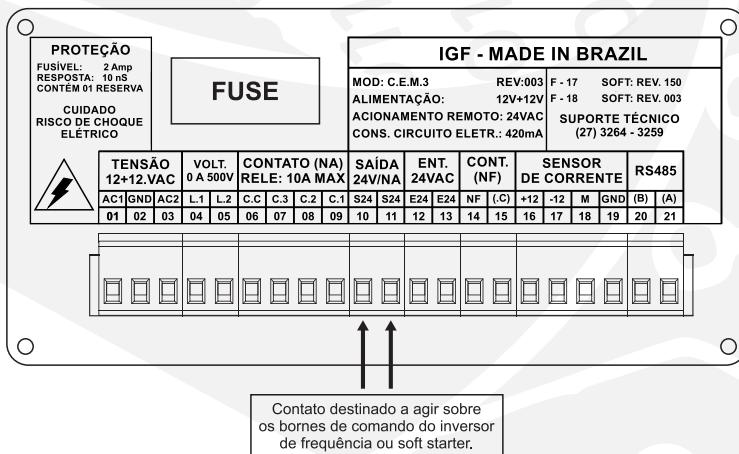 PROTEÇÃO
FUSÍVEL: 2 Amp
RESPOSTA: 10 nS
CONTÉM 01 RESERVA
CUIDADO
RISCO DE CHOQUE
ELÉTRICO
FUSE
IGF - MADE IN BRAZIL
MOD: C.E.M.3 REV:003
ALIMENTAÇÃO: 12V+12V
ACIONAMENTO REMOTO: 24VAC
CONS. CIRCUITO ELETR.: 420mA
F - 17 SOFT: REV. 150
F - 18 SOFT: REV. 003
SUPORTE TÉCNICO
(27) 3264 - 3259
TENSÃO
12+12.VAC
VOLT.
0 A 500V
CONTATO (NA)
RELE: 10A MAX
SAÍDA
24V/NA
ENT.
24VAC
CONT.
(NF)
SENSOR
DE CORRENTE
RS485
AC1 GND AC2 L.1 L.2 C.C C.3 C.2 C.1 S24 S24 E24 E24 NF (.C) +12 -12 M GND (B) (A)
01 02 03 04 05 06 07 08 09 10 11 12 13 14 15 16 17 18 19 20 21
Contato destinado a agir sobre
os bornes de comando do inversor
de frequência ou soft starter.